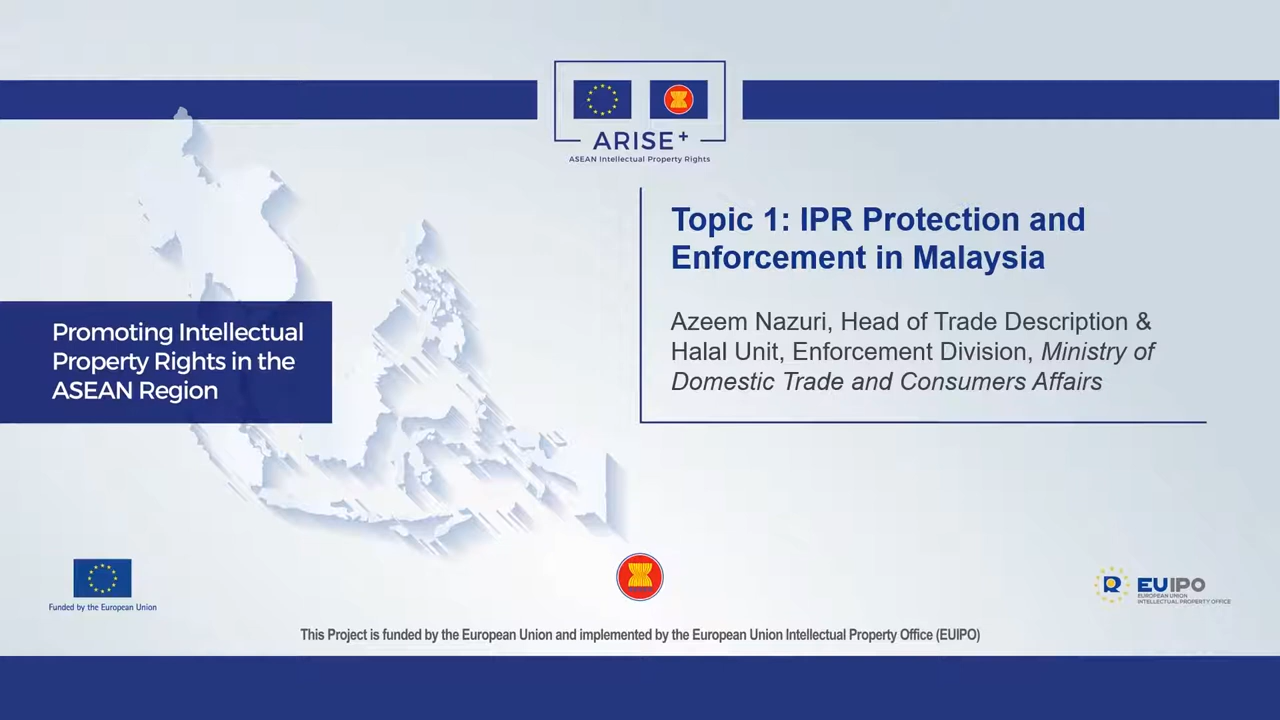 ARISE+
ASEAN Intellectual Property Rights
Topic 1: IPR Protection and
Enforcement in Malaysia
Azeem Nazuri, Head of Trade Description &
Halal Unit, Enforcement Division, Ministry of
Domestic Trade and Consumers Affairs
Promoting Intellectual
Property Rights in the
ASEAN Region
Funded by the European Union
EUIPO
EUROPEAN UNION
INTELLECTUAL PROPERTY OFFICE
This Project is funded by the European Union and implemented by the European Union Intellectual Property Office (EUIPO)